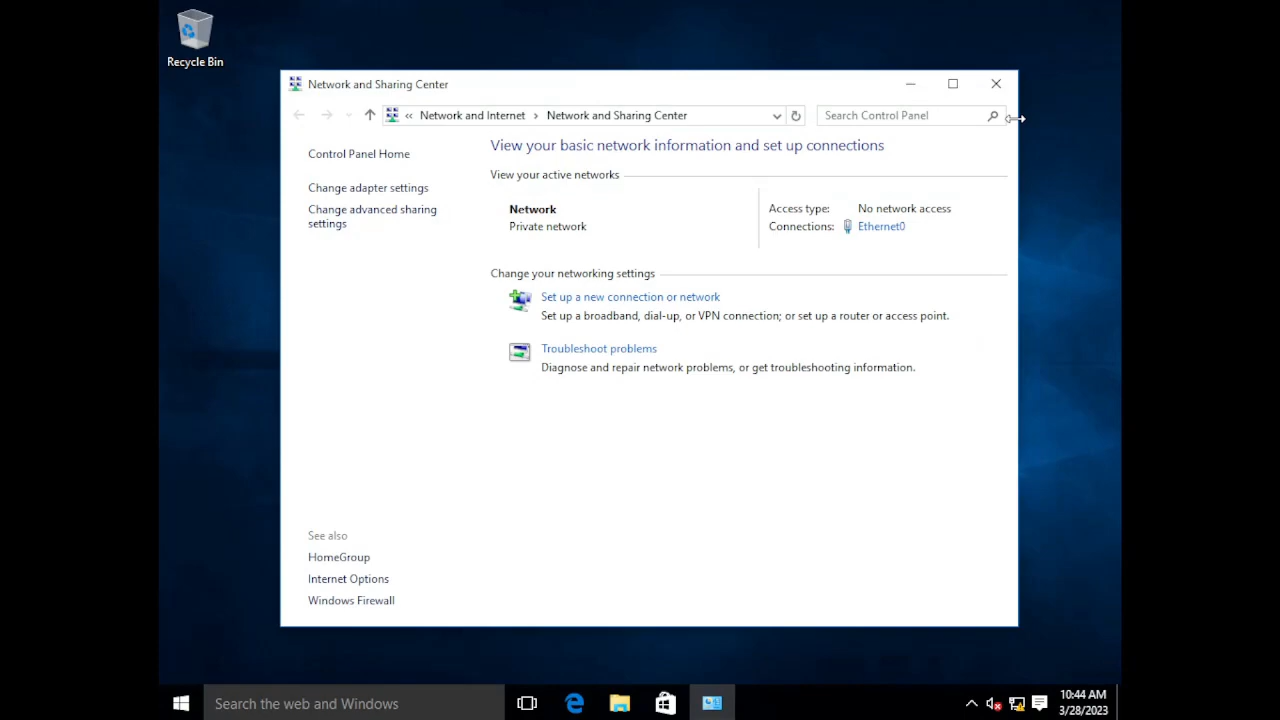 Recycle Bin
Network and Sharing Center
« Network and Internet › Network and Sharing Center
Search Control Panel
Control Panel Home
Change adapter settings
Change advanced sharing
settings
See also
HomeGroup
Internet Options
Windows Firewall
View your basic network information and set up connections
View your active networks
Network
Private network
Access type: No network access
Connections: Ethernet0
Change your networking settings
Set up a new connection or network
Set up a broadband, dial-up, or VPN connection; or set up a router or access point.
Troubleshoot problems
Diagnose and repair network problems, or get troubleshooting information.
Search the web and Windows
10:44 AM
3/28/2023